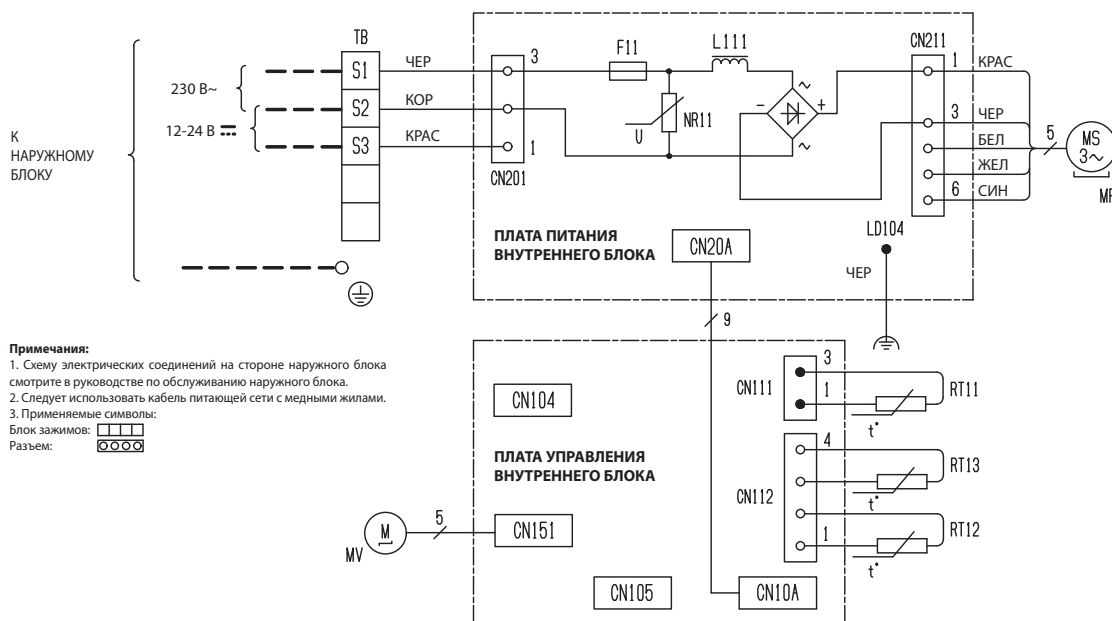 К
НАРУЖНОМУ
БЛОКУ
230 В~
12-24 В
TB
S1
S2
S3
ЧЕР
КОР
КРАС
3
1
CN201
F11
L111
NR11
U
~
~
-
+
CN211
1
3
6
КРАС
ЧЕР
БЕЛ
ЖЕЛ
СИН
5
MS
3~
MF
ПЛАТА ПИТАНИЯ
ВНУТРЕННЕГО БЛОКА
CN20A
LD104
ЧЕР
9
Примечания:
1. Схему электрических соединений на стороне наружного блока
смотрите в руководстве по обслуживанию наружного блока.
2. Следует использовать кабель питающей сети с медными жилами.
3. Применяемые символы:
Блок зажимов:
Разъем:
CN104
ПЛАТА УПРАВЛЕНИЯ
ВНУТРЕННЕГО БЛОКА
CN111
3
1
RT11
t°
CN112
4
1
RT13
t°
RT12
t°
MV
M
5
CN151
CN105
CN10A